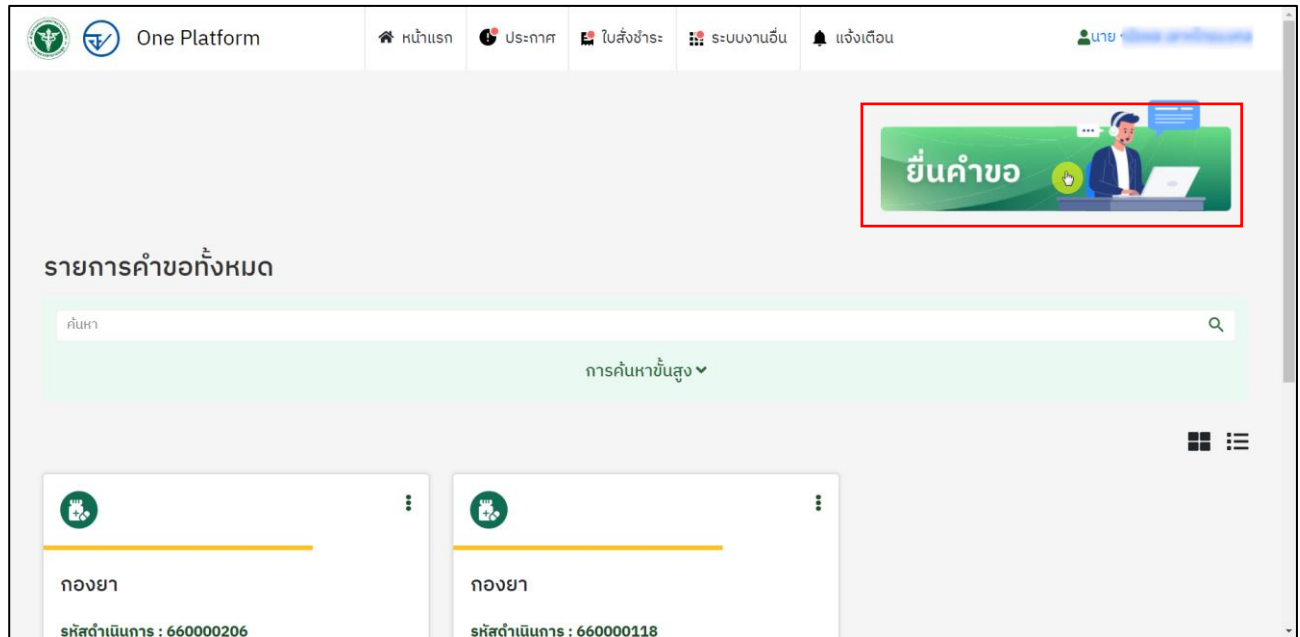 One Platform
หน้าแรก
ประกาศ
ใบสั่งชำระ
ระบบงานอื่น
แจ้งเตือน
นาย
ยื่นคำขอ
รายการคำขอทั้งหมด
ค้นหา
การค้นหาขั้นสูง
กองยา
กองยา
รหัสดำเนินการ : 660000206
รหัสดำเนินการ : 660000118